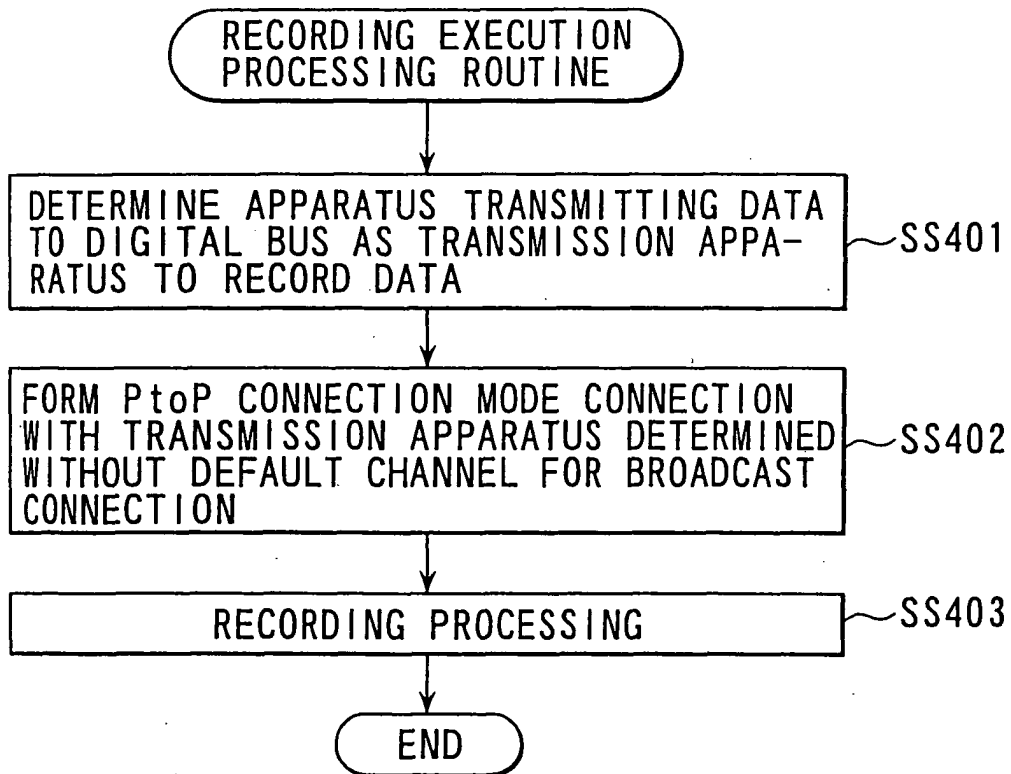 RECORDING EXECUTION
PROCESSING ROUTINE
DETERMINE APPARATUS TRANSMITTING DATA
TO DIGITAL BUS AS TRANSMISSION APPA-
RATUS TO RECORD DATA
SS401
FORM PtoP CONNECTION MODE CONNECTION
WITH TRANSMISSION APPARATUS DETERMINED
WITHOUT DEFAULT CHANNEL FOR BROADCAST
CONNECTION
SS402
RECORDING PROCESSING
SS403
END